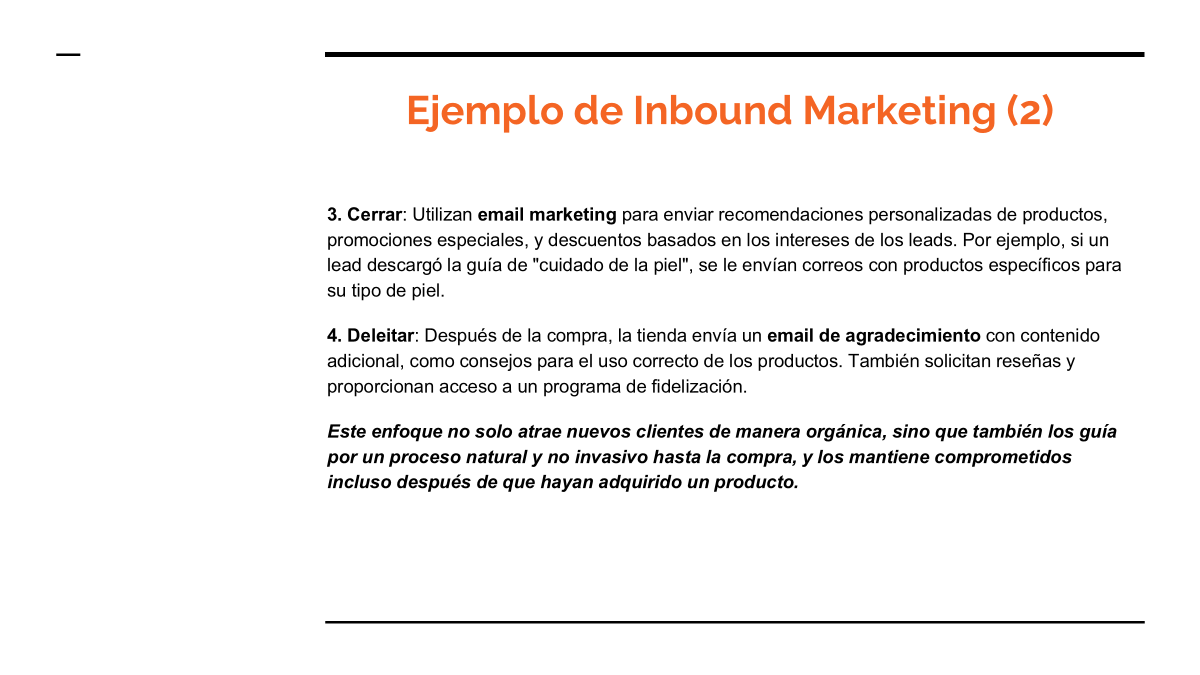 Ejemplo de Inbound Marketing (2)
3. Cerrar: Utilizan email marketing para enviar recomendaciones personalizadas de productos,
promociones especiales, y descuentos basados en los intereses de los leads. Por ejemplo, si un
lead descargó la guía de "cuidado de la piel", se le envían correos con productos específicos para
su tipo de piel.
4. Deleitar: Después de la compra, la tienda envía un email de agradecimiento con contenido
adicional, como consejos para el uso correcto de los productos. También solicitan reseñas y
proporcionan acceso a un programa de fidelización.
Este enfoque no solo atrae nuevos clientes de manera orgánica, sino que también los guía
por un proceso natural y no invasivo hasta la compra, y los mantiene comprometidos
incluso después de que hayan adquirido un producto.